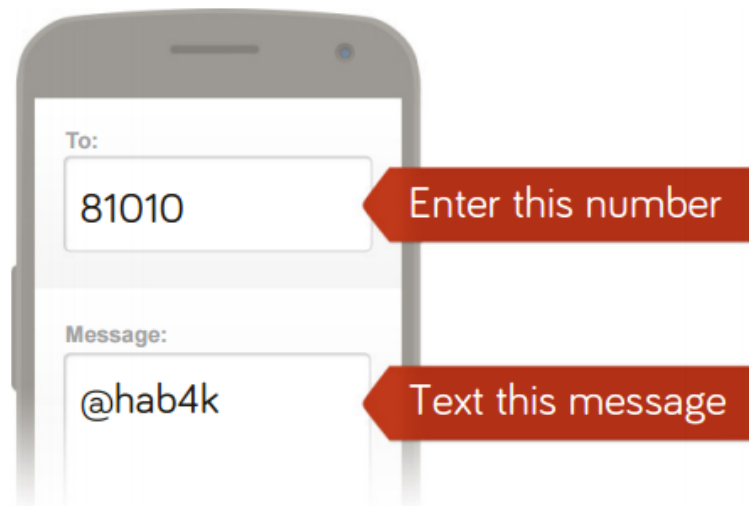 To:
81010
Enter this number
Message:
@hab4k
Text this message